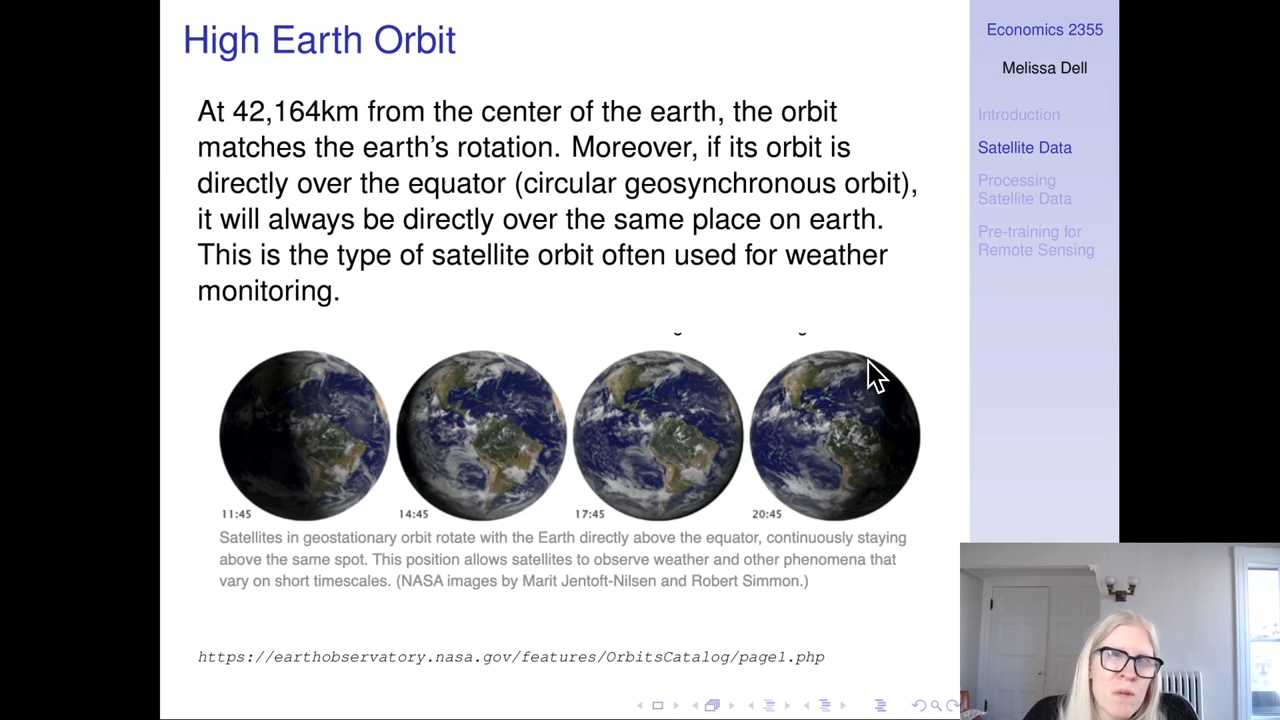 High Earth Orbit
At 42,164km from the center of the earth, the orbit
matches the earth's rotation. Moreover, if its orbit is
directly over the equator (circular geosynchronous orbit),
it will always be directly over the same place on earth.
This is the type of satellite orbit often used for weather
monitoring.
11:45
14:45
17:45
20:45
Satellites in geostationary orbit rotate with the Earth directly above the equator, continuously staying
above the same spot. This position allows satellites to observe weather and other phenomena that
vary on short timescales. (NASA images by Marit Jentoft-Nilsen and Robert Simmon.)
https://earthobservatory.nasa.gov/features/OrbitsCatalog/page1.php
Economics 2355
Melissa Dell
Introduction
Satellite Data
Processing
Satellite Data
Pre-training for
Remote Sensing